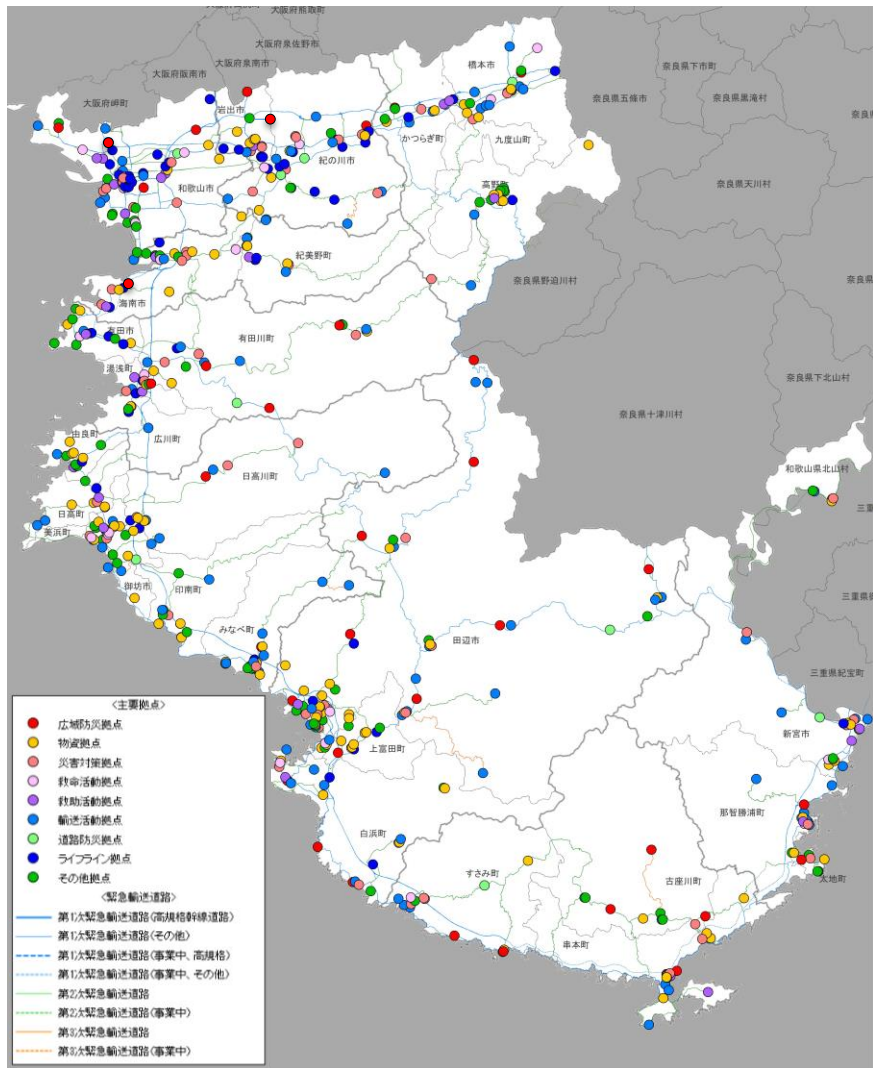 大阪府熊取町
大阪府泉佐野市
大阪府泉南市
大阪府阪南市
大阪府岬町
橋本市
奈良県下市町
奈良県五條市
奈良県黒滝村
岩出市
かつらぎ町
九度山町
紀の川市
和歌山市
高野町
奈良県天川村
紀美野町
奈良県野迫川村
海南市
有田市
有田川町
湯浅町
奈良県下北山村
奈良県十津川村
由良町
広川町
和歌山県北山村
日高川町
日高町
美浜町
御坊市
印南町
みなべ町
田辺市
三重県紀宝町
新宮市
上富田町
那智勝浦町
白浜町
すさみ町
古座川町
太地町
串本町
<主要拠点>
広域防災拠点
物資拠点
災害対策拠点
救命活動拠点
救助活動拠点
輸送活動拠点
道路防災拠点
ライフライン拠点
その他拠点
<緊急輸送道路>
第1次緊急輸送道路(高規格幹線道路)
第1次緊急輸送道路(その他)
第1次緊急輸送道路(事業中、高規格)
第1次緊急輸送道路(事業中、その他)
第2次緊急輸送道路
第2次緊急輸送道路(事業中)
第3次緊急輸送道路
第3次緊急輸送道路(事業中)